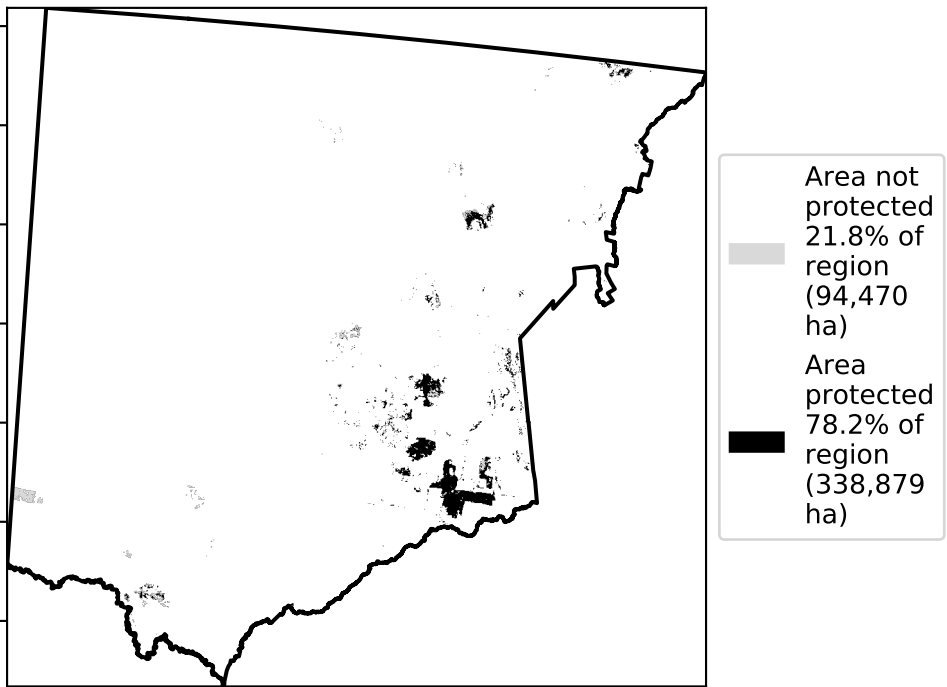 Area not
protected
21.8% of
region
(94,470
ha)
Area
protected
78.2% of
region
(338,879
ha)